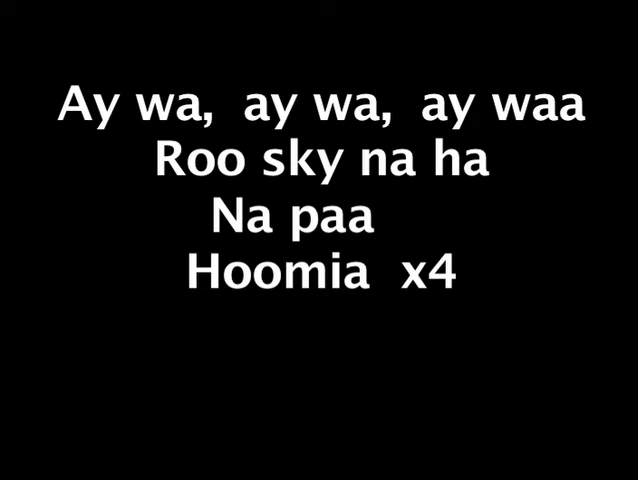 Ay wa,  ay wa,  ay waa
Roo sky na ha
Na paa
Hoomia  x4